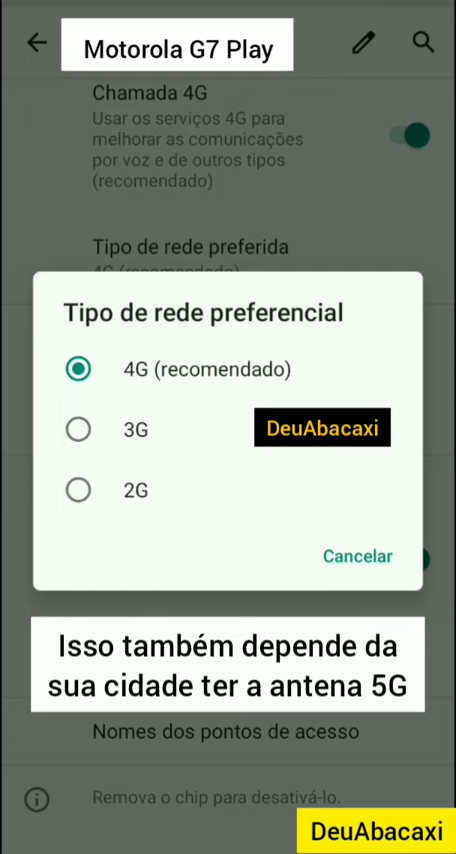 Motorola G7 Play
Chamada 4G
Usar os serviços 4G para
melhorar as comunicações
por voz e de outros tipos
(recomendado)
Tipo de rede preferida
4G (recomendado)
Tipo de rede preferencial
4G (recomendado)
3G
DeuAbacaxi
2G
Cancelar
Isso também depende da
sua cidade ter a antena 5G
Nomes dos pontos de acesso
Remova o chip para desativá-lo.
DeuAbacaxi